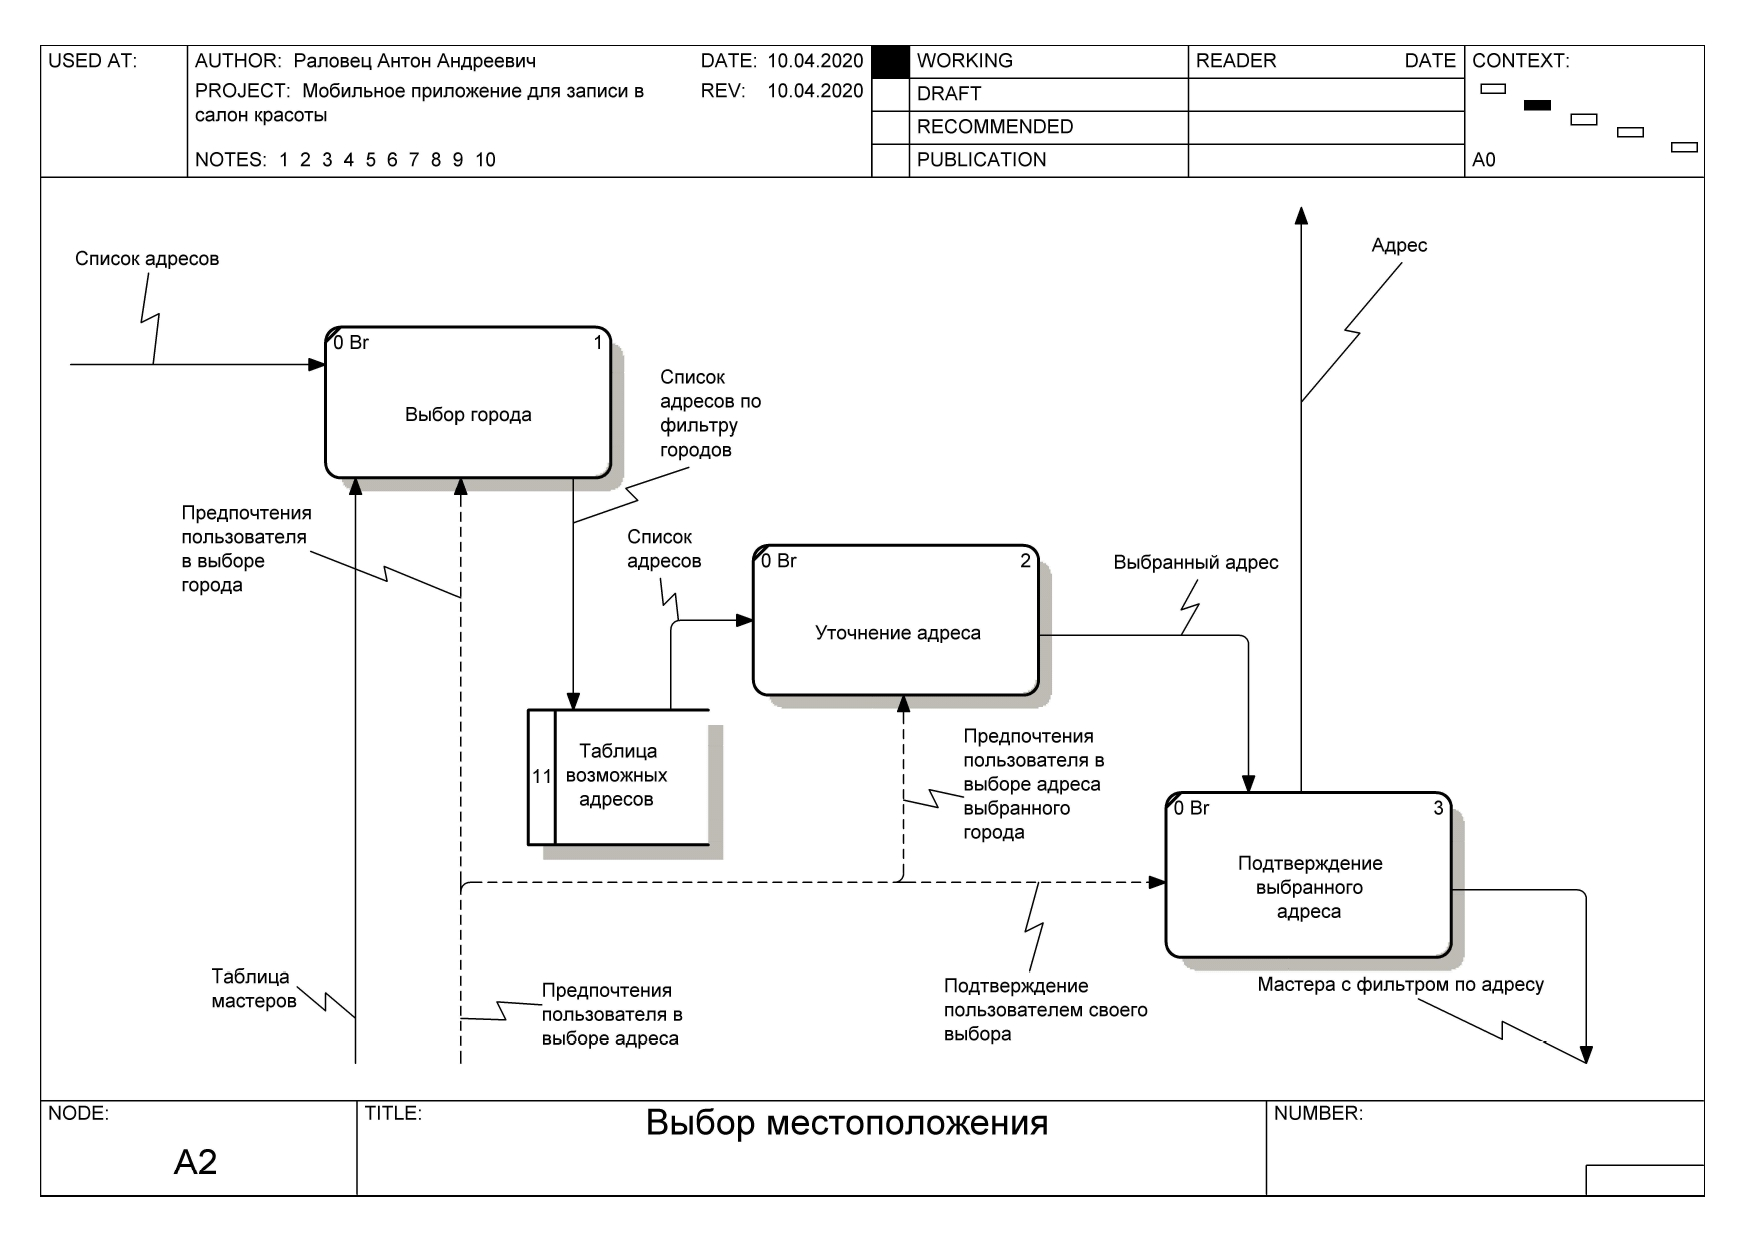 USED AT:
AUTHOR: Раловец Антон Андреевич
DATE: 10.04.2020
PROJECT: Мобильное приложение для записи в
салон красоты
REV: 10.04.2020
NOTES: 1 2 3 4 5 6 7 8 9 10
WORKING
DRAFT
RECOMMENDED
PUBLICATION
READER DATE
CONTEXT:
A0
Список адресов
Адрес
0 Br 1
Выбор города
Список
адресов по
фильтру
городов
Предпочтения
пользователя
в выборе
города
Список
адресов
0 Br 2
Уточнение адреса
Выбранный адрес
11
Таблица
возможных
адресов
Предпочтения
пользователя в
выборе адреса
выбранного
города
0 Br 3
Подтверждение
выбранного
адреса
Таблица
мастеров
Предпочтения
пользователя в
выборе адреса
Подтверждение
пользователем своего
выбора
Мастера с фильтром по адресу
NODE:
A2
TITLE:
Выбор местоположения
NUMBER: